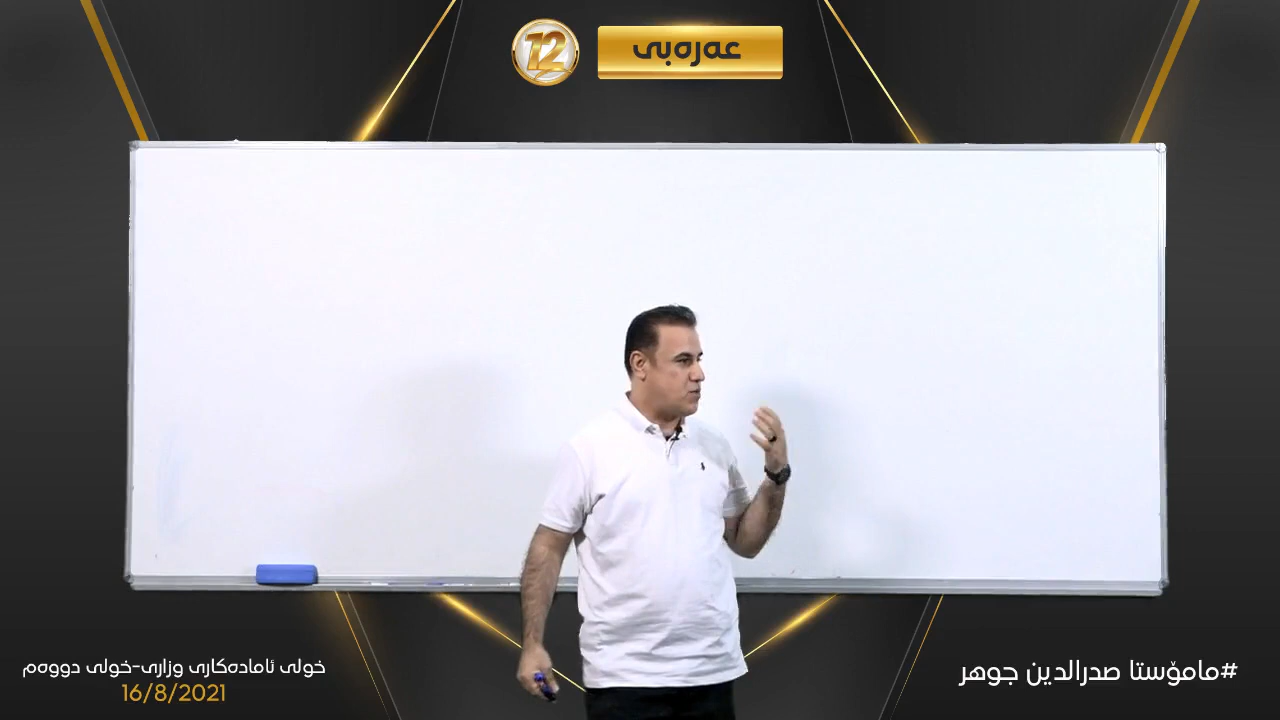 12
عەرەبی
خولی ئامادەکاری وزاری-خولی دووەم
16/8/2021
#مامۆستا صدرالدین جوهر